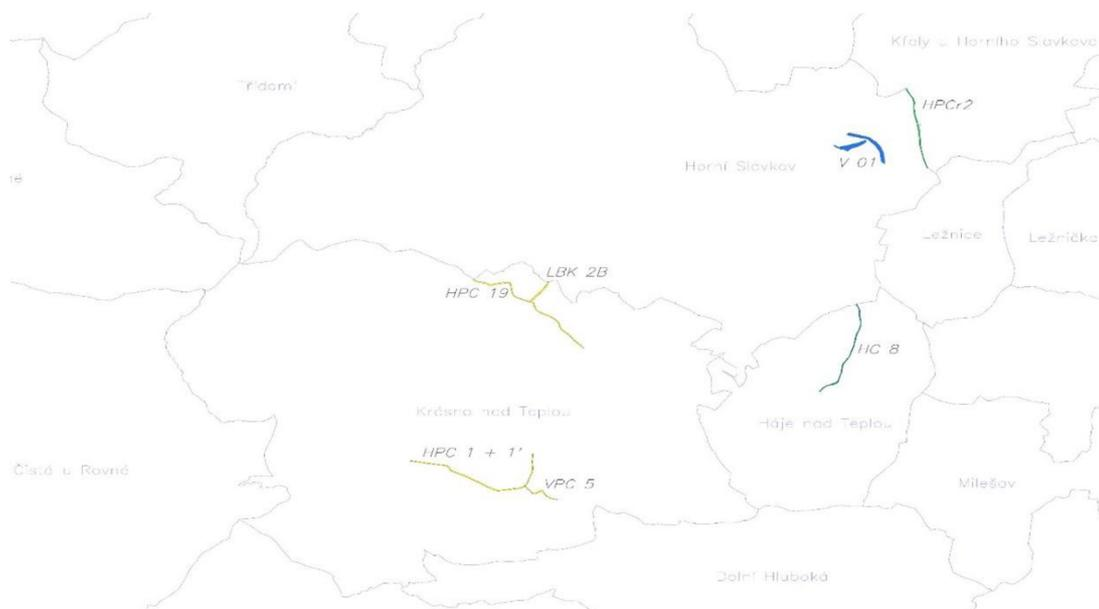 Kfely u Horního Slavkova
Třídomí
HPCr2
Horní Slavkov
V 01
né
Ležnice
Ležnička
LBK 2B
HPC 19
HC 8
Krásno nad Teplou
Háje nad Teplou
HPC 1 + 1'
Čistá u Rovné
VPC 5
Milešov
Dolní Hluboká